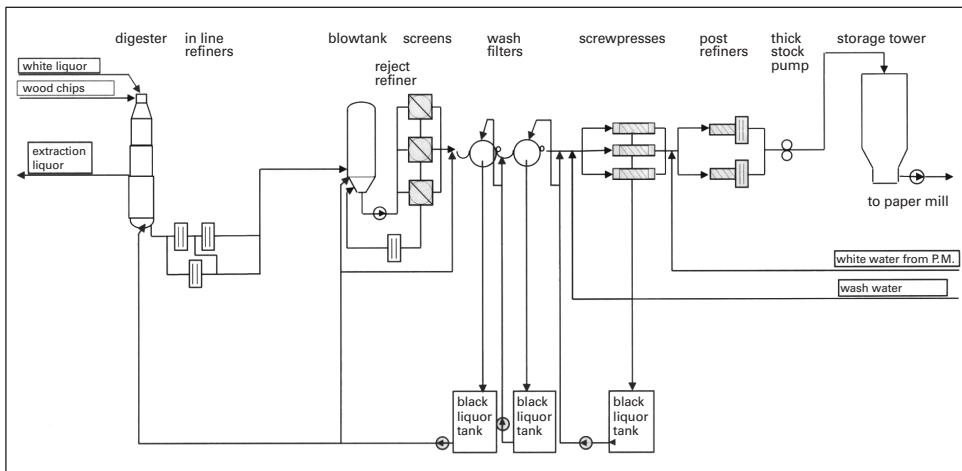 digester
in line
refiners
blowtank
screens
reject
refiner
wash
filters
screwpresses
post
refiners
thick
stock
pump
storage tower
white liquor
wood chips
extraction
liquor
to paper mill
white water from P.M.
wash water
black
liquor
tank
black
liquor
tank
black
liquor
tank